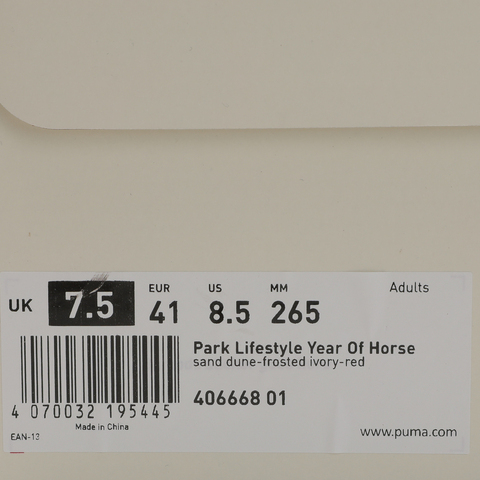 EUR US MM Adults
UK 7.5 41 8.5 265
Park Lifestyle Year Of Horse
sand dune-frosted ivory-red
406668 01
4 070032 195445
Made in China
EAN-13
www.puma.com